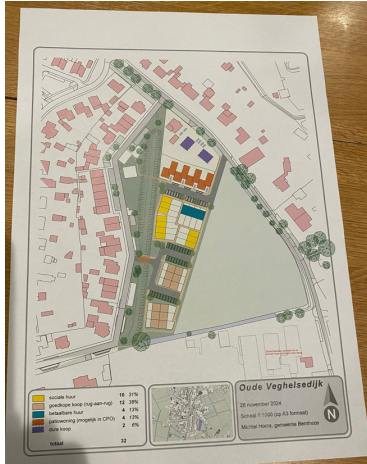 sociale huur 10 31%
goedkope koop (rug-aan-rug) 12 38%
betaalbare huur 4 13%
patiowoning (mogelijk in CPO) 4 13%
dure koop 2 6%
totaal 32
Oude Veghelsedijk
28 november 2024
Schaal 1:1000 (op A3 formaat)
gemeente Bernheze
N